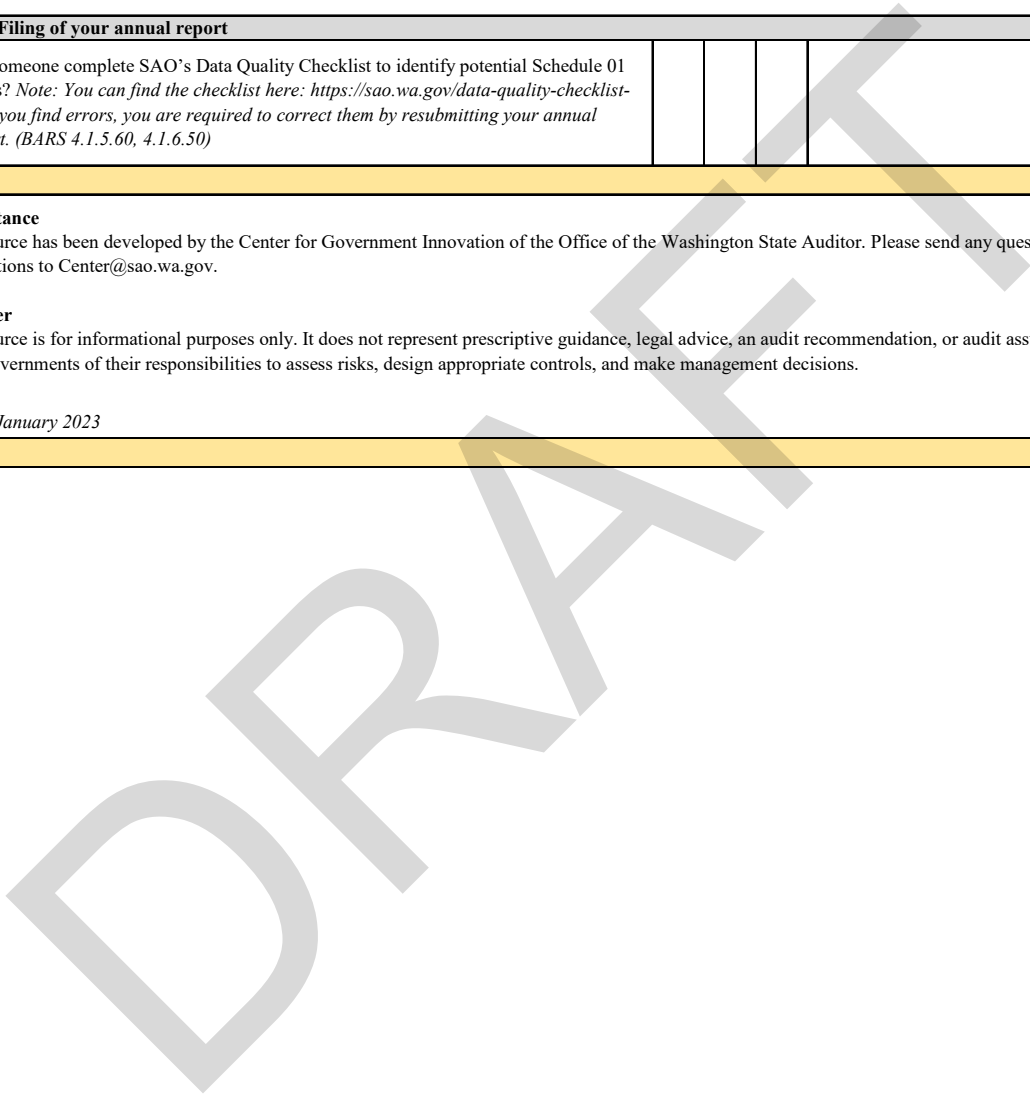 Filing of your annual report
omeone complete SAO’s Data Quality Checklist to identify potential Schedule 01
s? Note: You can find the checklist here: https://sao.wa.gov/data-quality-checklist-
you find errors, you are required to correct them by resubmitting your annual
t. (BARS 4.1.5.60, 4.1.6.50)
tance
urce has been developed by the Center for Government Innovation of the Office of the Washington State Auditor. Please send any ques
tions to Center@sao.wa.gov.
er
urce is for informational purposes only. It does not represent prescriptive guidance, legal advice, an audit recommendation, or audit ass
vernments of their responsibilities to assess risks, design appropriate controls, and make management decisions.
January 2023
DRAFT